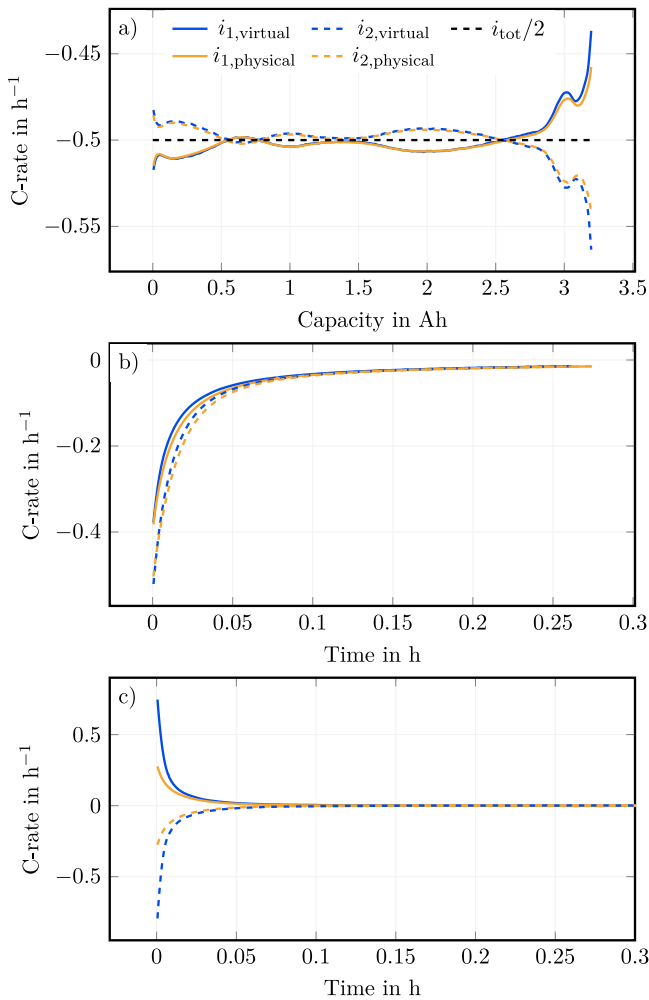 a)
i1,virtual i2,virtual itot/2
i1,physical i2,physical
−0.45
−0.5
−0.55
C-rate in h−1
0 0.5 1 1.5 2 2.5 3 3.5
Capacity in Ah
b)
0
−0.2
−0.4
C-rate in h−1
0 0.05 0.1 0.15 0.2 0.25 0.3
Time in h
c)
0.5
0
−0.5
C-rate in h−1
0 0.05 0.1 0.15 0.2 0.25 0.3
Time in h